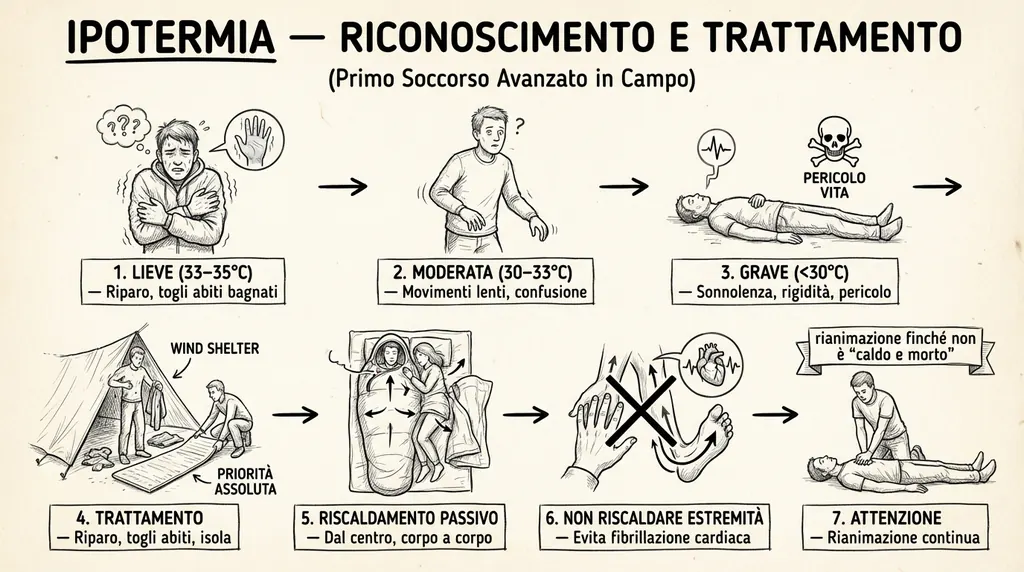 IPOTERMIA — RICONOSCIMENTO E TRATTAMENTO
(Primo Soccorso Avanzato in Campo)
???
?
PERICOLO
VITA
1. LIEVE (33–35°C)
— Riparo, togli abiti bagnati
2. MODERATA (30–33°C)
— Movimenti lenti, confusione
3. GRAVE (<30°C)
— Sonnolenza, rigidità, pericolo
WIND SHELTER
PRIORITÀ
ASSOLUTA
rianimazione finché non
è “caldo e morto”
4. TRATTAMENTO
— Riparo, togli abiti, isola
5. RISCALDAMENTO PASSIVO
— Dal centro, corpo a corpo
6. NON RISCALDARE ESTREMITÀ
— Evita fibrillazione cardiaca
7. ATTENZIONE
— Rianimazione continua